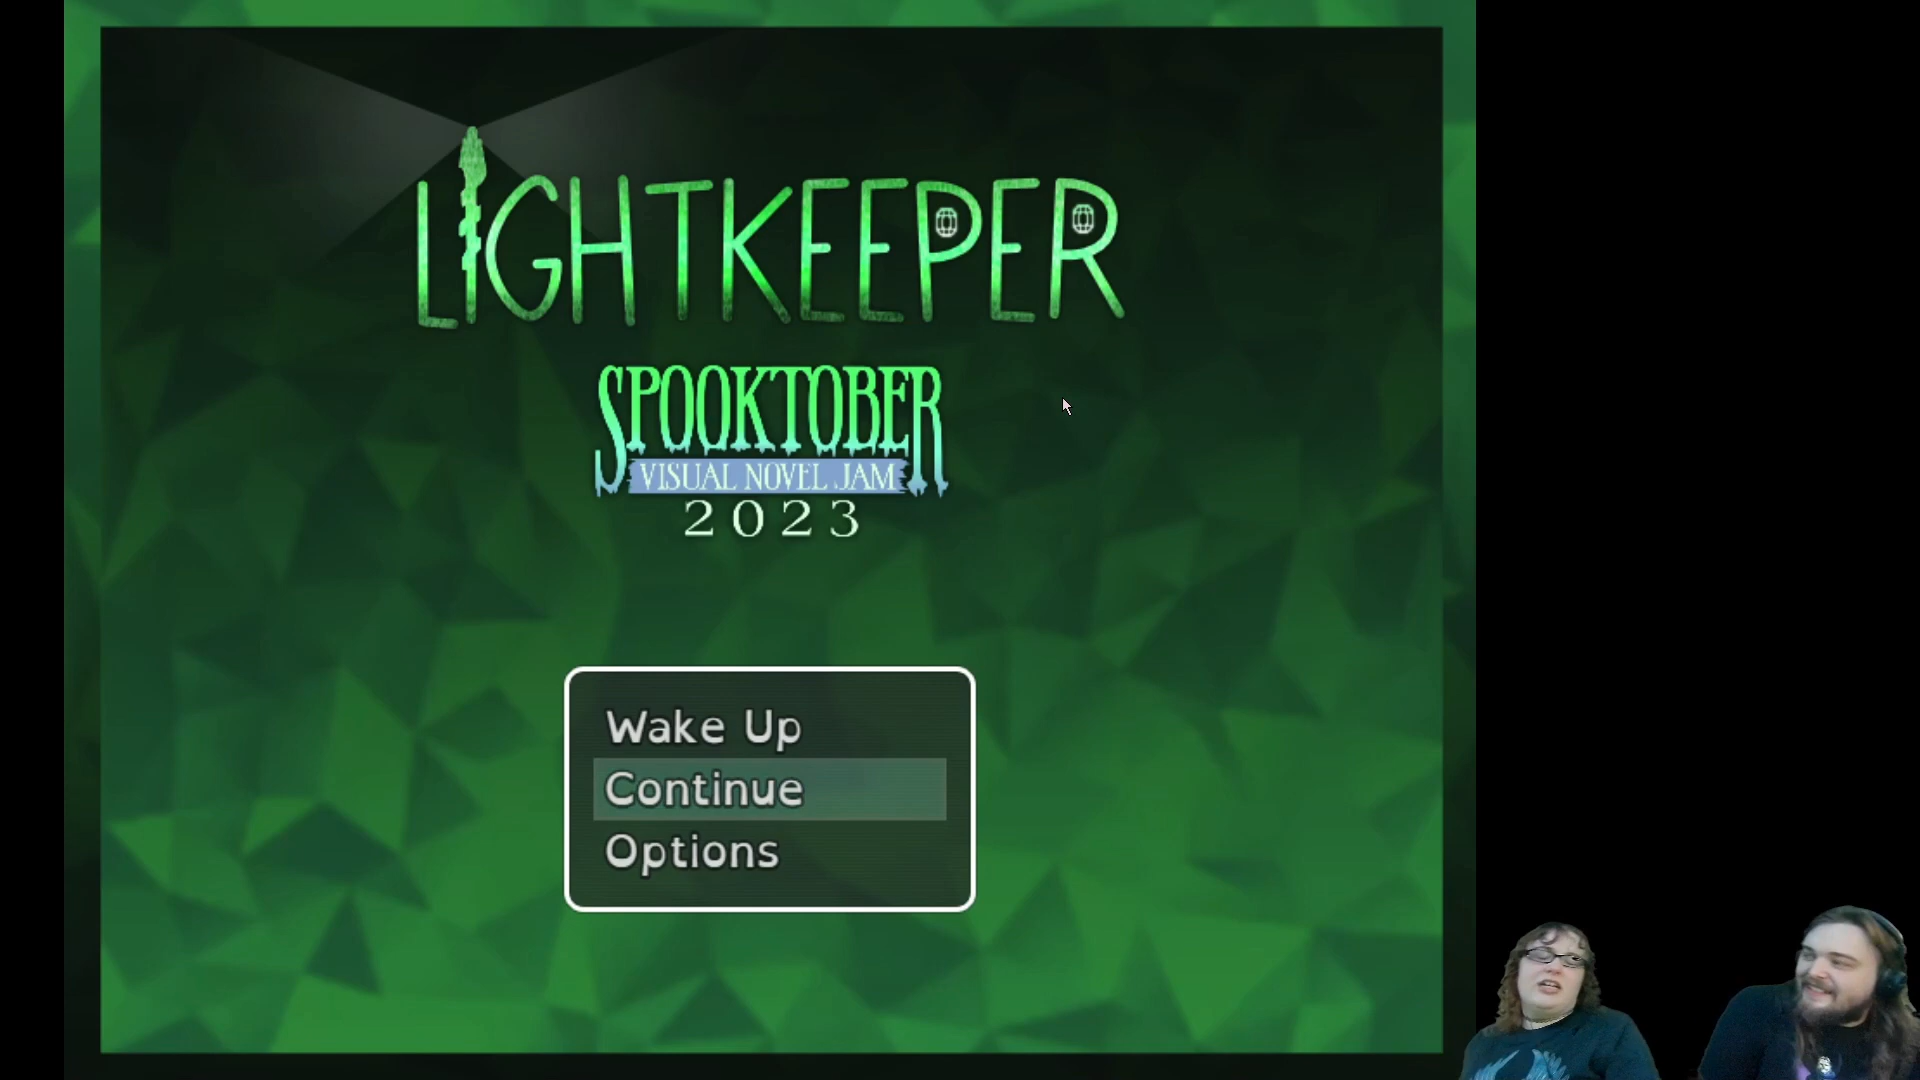 LIGHTKEEPER
SPOOKTOBER
VISUAL NOVEL JAM
2023
Wake Up
Continue
Options